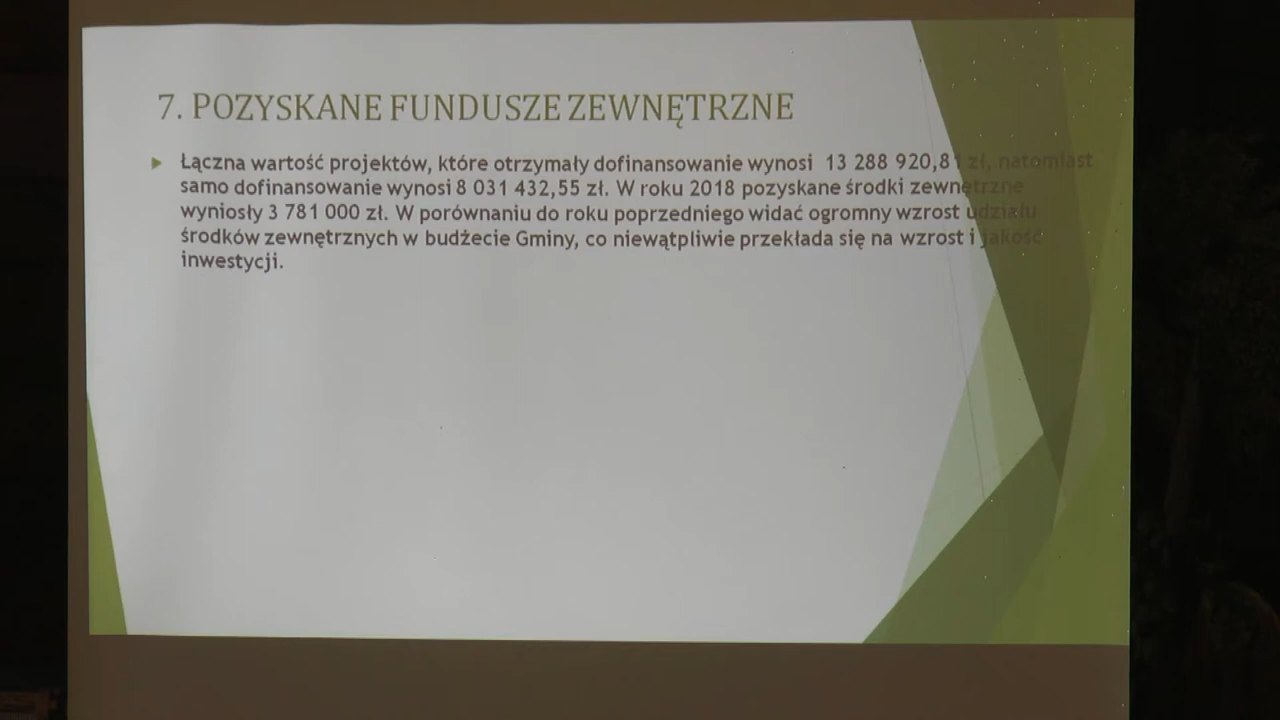 7. POZYSKANE FUNDUSZE ZEWNĘTRZNE
Łączna wartość projektów, które otrzymały dofinansowanie wynosi 13 288 920,81 zł, natomiast
samo dofinansowanie wynosi 8 031 432,55 zł. W roku 2018 pozyskane środki zewnętrzne
wyniosły 3 781 000 zł. W porównaniu do roku poprzedniego widać ogromny wzrost udziału
środków zewnętrznych w budżecie Gminy, co niewątpliwie przekłada się na wzrost i jakość
inwestycji.